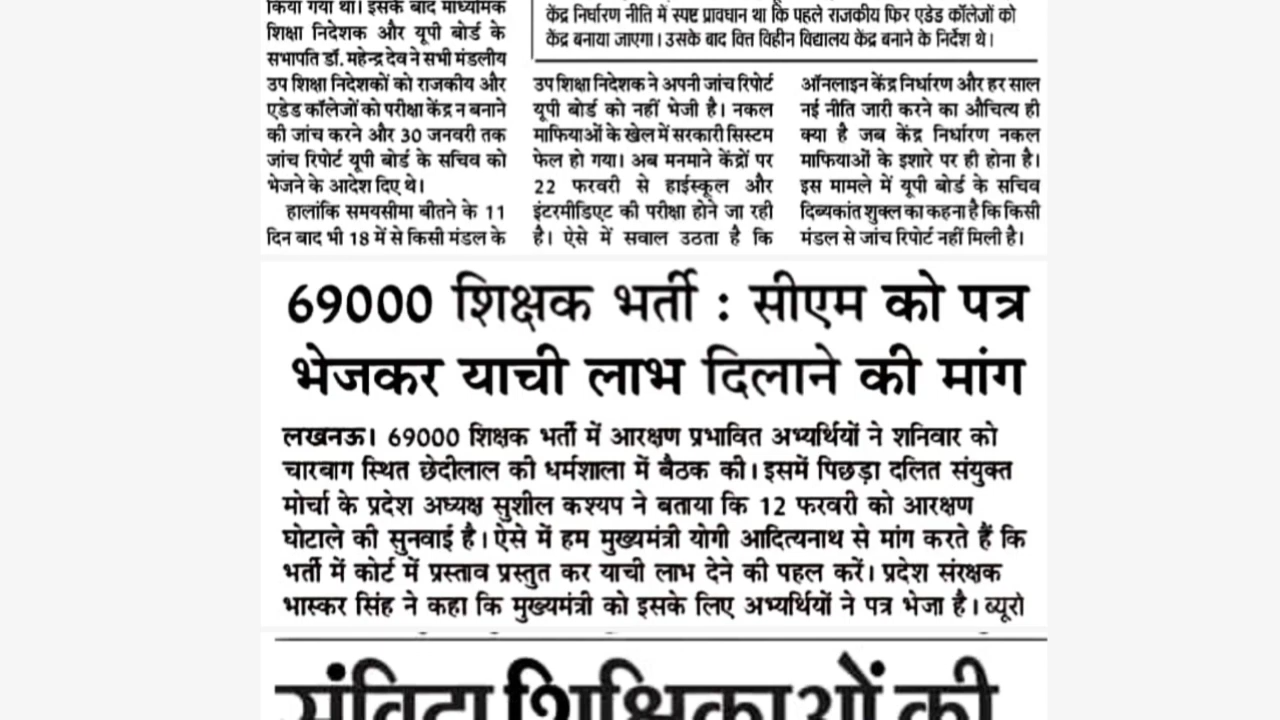 किया गया था। इसके बाद माध्यमिक
शिक्षा निदेशक और यूपी बोर्ड के
सभापति डॉ. महेन्द्र देव ने सभी मंडलीय
उप शिक्षा निदेशकों को राजकीय और
एडेड कॉलेजों को परीक्षा केंद्र न बनाने
की जांच करने और 30 जनवरी तक
जांच रिपोर्ट यूपी बोर्ड के सचिव को
भेजने के आदेश दिए थे।
हालांकि समयसीमा बीतने के 11
दिन बाद भी 18 में से किसी मंडल के
केंद्र निर्धारण नीति में स्पष्ट प्रावधान था कि पहले राजकीय फिर एडेड कॉलेजों को
केंद्र बनाया जाएगा। उसके बाद वित्त विहीन विद्यालय केंद्र बनाने के निर्देश थे।
उप शिक्षा निदेशक ने अपनी जांच रिपोर्ट
यूपी बोर्ड को नहीं भेजी है। नकल
माफियाओं के खेल में सरकारी सिस्टम
फेल हो गया। अब मनमाने केंद्रों पर
22 फरवरी से हाईस्कूल और
इंटरमीडिएट की परीक्षा होने जा रही
है। ऐसे में सवाल उठता है कि
ऑनलाइन केंद्र निर्धारण और हर साल
नई नीति जारी करने का औचित्य ही
क्या है जब केंद्र निर्धारण नकल
माफियाओं के इशारे पर ही होना है।
इस मामले में यूपी बोर्ड के सचिव
दिब्यकांत शुक्ल का कहना है कि किसी
मंडल से जांच रिपोर्ट नहीं मिली है।
69000 शिक्षक भर्ती : सीएम को पत्र
भेजकर याची लाभ दिलाने की मांग
लखनऊ। 69000 शिक्षक भर्ती में आरक्षण प्रभावित अभ्यर्थियों ने शनिवार को
चारबाग स्थित छेदीलाल की धर्मशाला में बैठक की। इसमें पिछड़ा दलित संयुक्त
मोर्चा के प्रदेश अध्यक्ष सुशील कश्यप ने बताया कि 12 फरवरी को आरक्षण
घोटाले की सुनवाई है। ऐसे में हम मुख्यमंत्री योगी आदित्यनाथ से मांग करते हैं कि
भर्ती में कोर्ट में प्रस्ताव प्रस्तुत कर याची लाभ देने की पहल करें। प्रदेश संरक्षक
भास्कर सिंह ने कहा कि मुख्यमंत्री को इसके लिए अभ्यर्थियों ने पत्र भेजा है। ब्यूरो
संविदा शिक्षिकाओं की